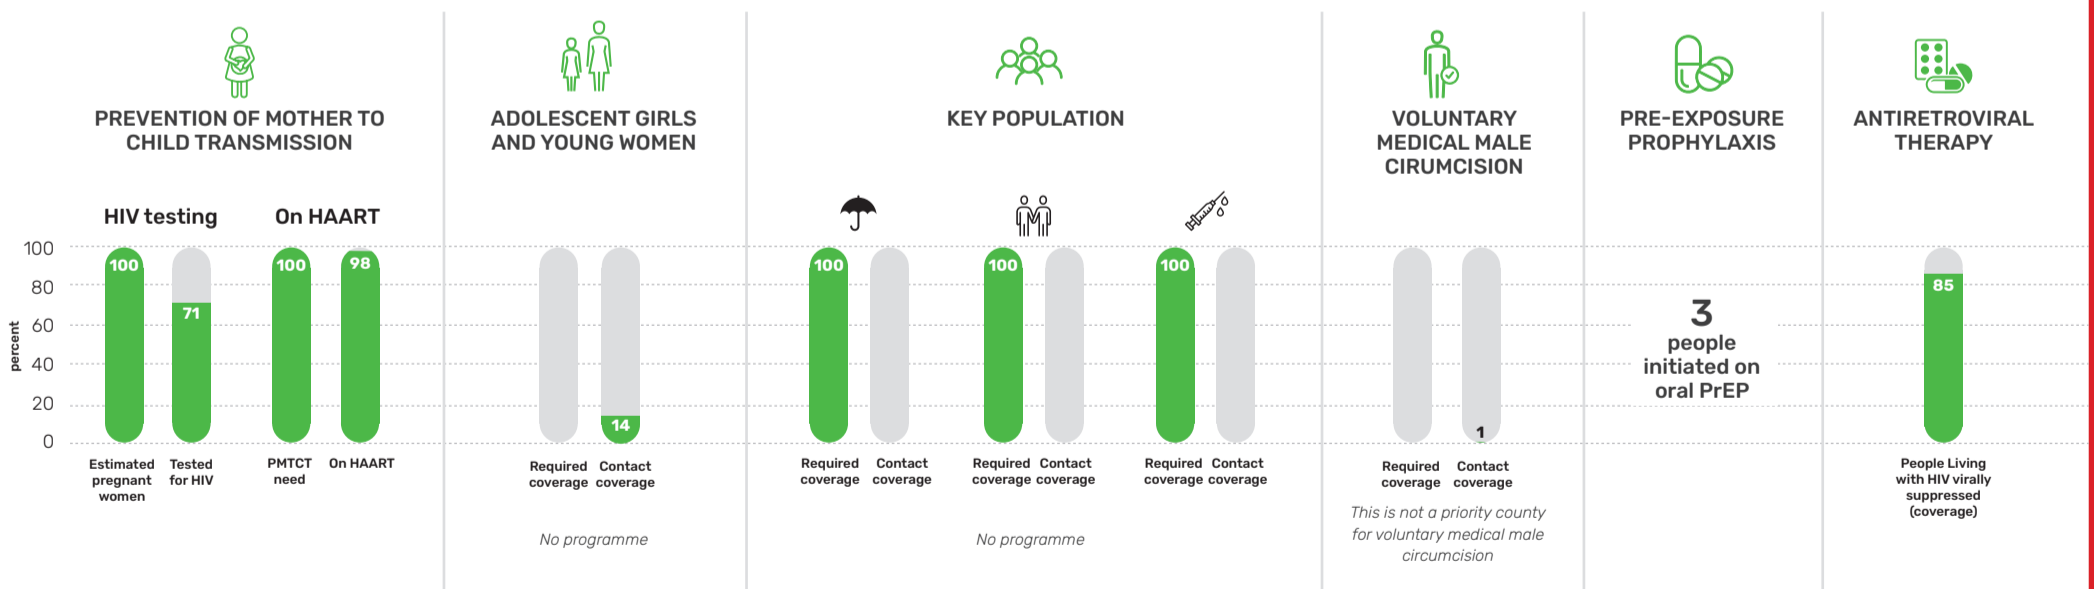 PREVENTION OF MOTHER TO
CHILD TRANSMISSION
HIV testing
On HAART
percent
100
80
60
40
20
0
100
71
100
98
Estimated
pregnant
women
Tested
for HIV
PMTCT
need
On HAART
ADOLESCENT GIRLS
AND YOUNG WOMEN
14
Required
coverage
Contact
coverage
No programme
KEY POPULATION
100
100
100
Required
coverage
Contact
coverage
Required
coverage
Contact
coverage
Required
coverage
Contact
coverage
No programme
VOLUNTARY
MEDICAL MALE
CIRUMCISION
1
Required
coverage
Contact
coverage
This is not a priority county
for voluntary medical male
circumcision
PRE-EXPOSURE
PROPHYLAXIS
3
people
initiated on
oral PrEP
ANTIRETROVIRAL
THERAPY
85
People Living
with HIV virally
suppressed
(coverage)